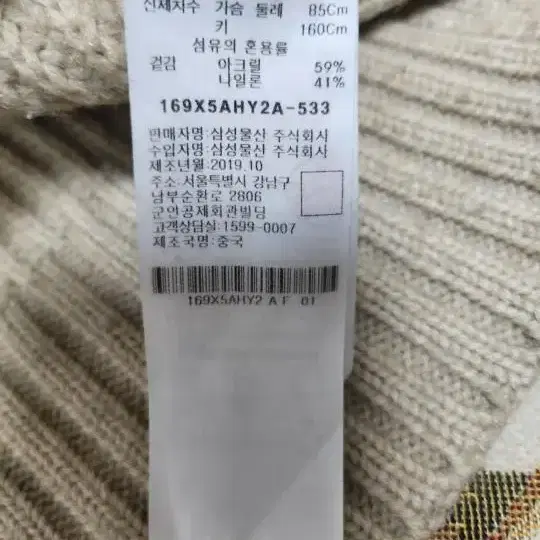 신체치수 가슴 둘레 85Cm
키 160Cm
섬유의 혼용률
겉감 아크릴 59%
나일론 41%
169X5AHY2A-533
판매자명:삼성물산 주식회사
수입자명:삼성물산 주식회사
제조년월:2019.10
주소:서울특별시 강남구
남부순환로 2806
군인공제회관빌딩
고객상담실:1599-0007
제조국명:중국
169X5AHY2 A F 01